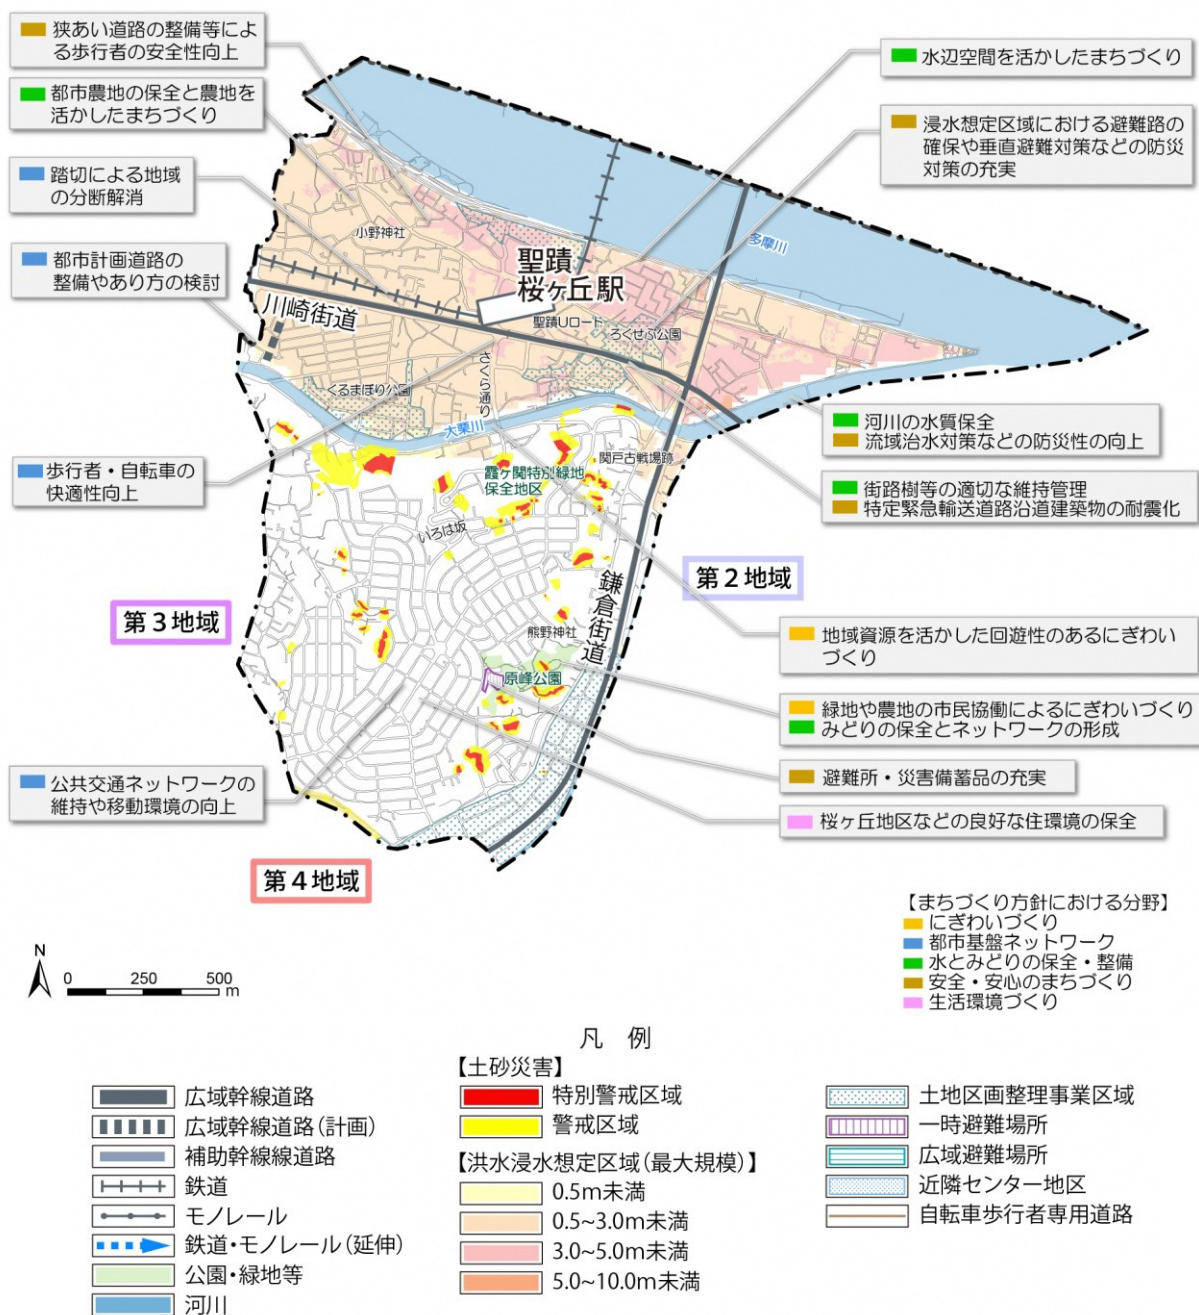 狭あい道路の整備等によ
る歩行者の安全性向上
都市農地の保全と農地を
活かしたまちづくり
踏切による地域
の分断解消
都市計画道路の
整備やあり方の検討
水辺空間を活かしたまちづくり
浸水想定区域における避難路の
確保や垂直避難対策などの防災
対策の充実
小野神社
多摩川
聖蹟
桜ヶ丘駅
川崎街道
聖蹟Uロード
ろくせぶ公園
さくら通り
くるまぼり公園
大栗川
河川の水質保全
流域治水対策などの防災性の向上
歩行者・自転車の
快適性向上
関戸古戦場跡
霞ヶ関特別緑地
保全地区
街路樹等の適切な維持管理
特定緊急輸送道路沿道建築物の耐震化
いろは坂
第2地域
鎌倉街道
第3地域
熊野神社
地域資源を活かした回遊性のあるにぎわい
づくり
原峰公園
緑地や農地の市民協働によるにぎわいづくり
みどりの保全とネットワークの形成
避難所・災害備蓄品の充実
公共交通ネットワークの
維持や移動環境の向上
桜ヶ丘地区などの良好な住環境の保全
第4地域
【まちづくり方針における分野】
にぎわいづくり
都市基盤ネットワーク
水とみどりの保全・整備
安全・安心のまちづくり
生活環境づくり
N
0 250 500
m
凡 例
広域幹線道路
広域幹線道路(計画)
補助幹線線道路
鉄道
モノレール
鉄道・モノレール(延伸)
公園・緑地等
河川
【土砂災害】
特別警戒区域
警戒区域
【洪水浸水想定区域(最大規模)】
0.5m未満
0.5~3.0m未満
3.0~5.0m未満
5.0~10.0m未満
土地区画整理事業区域
一時避難場所
広域避難場所
近隣センター地区
自転車歩行者専用道路